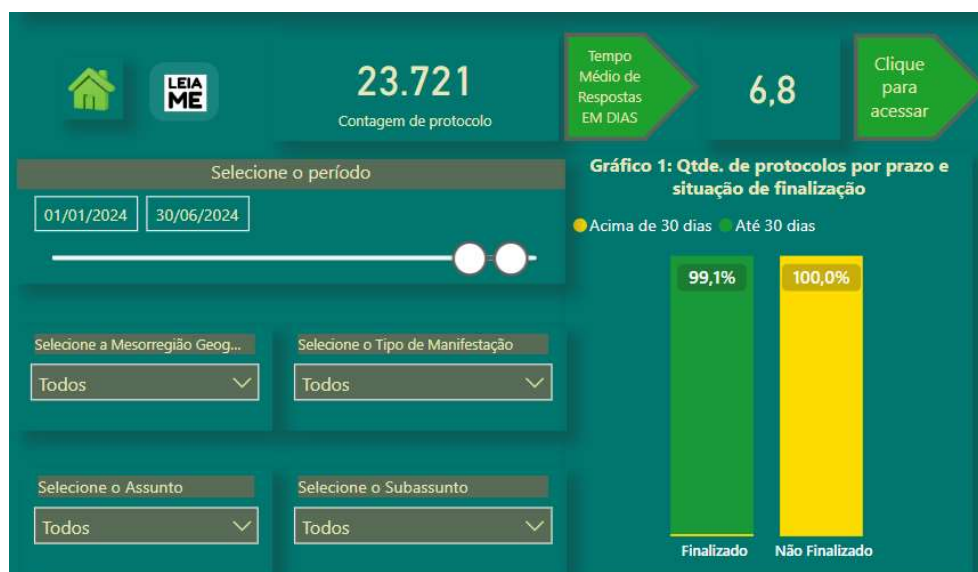 LEIA
ME
23.721
Contagem de protocolo
Tempo
Médio de
Respostas
EM DIAS
6,8
Clique
para
acessar
Selecione o período
01/01/2024
30/06/2024
Gráfico 1: Qtde. de protocolos por prazo e
situação de finalização
Acima de 30 dias
Até 30 dias
99,1%
100,0%
Finalizado
Não Finalizado
Selecione a Mesorregião Geog...
Todos
Selecione o Tipo de Manifestação
Todos
Selecione o Assunto
Todos
Selecione o Subassunto
Todos